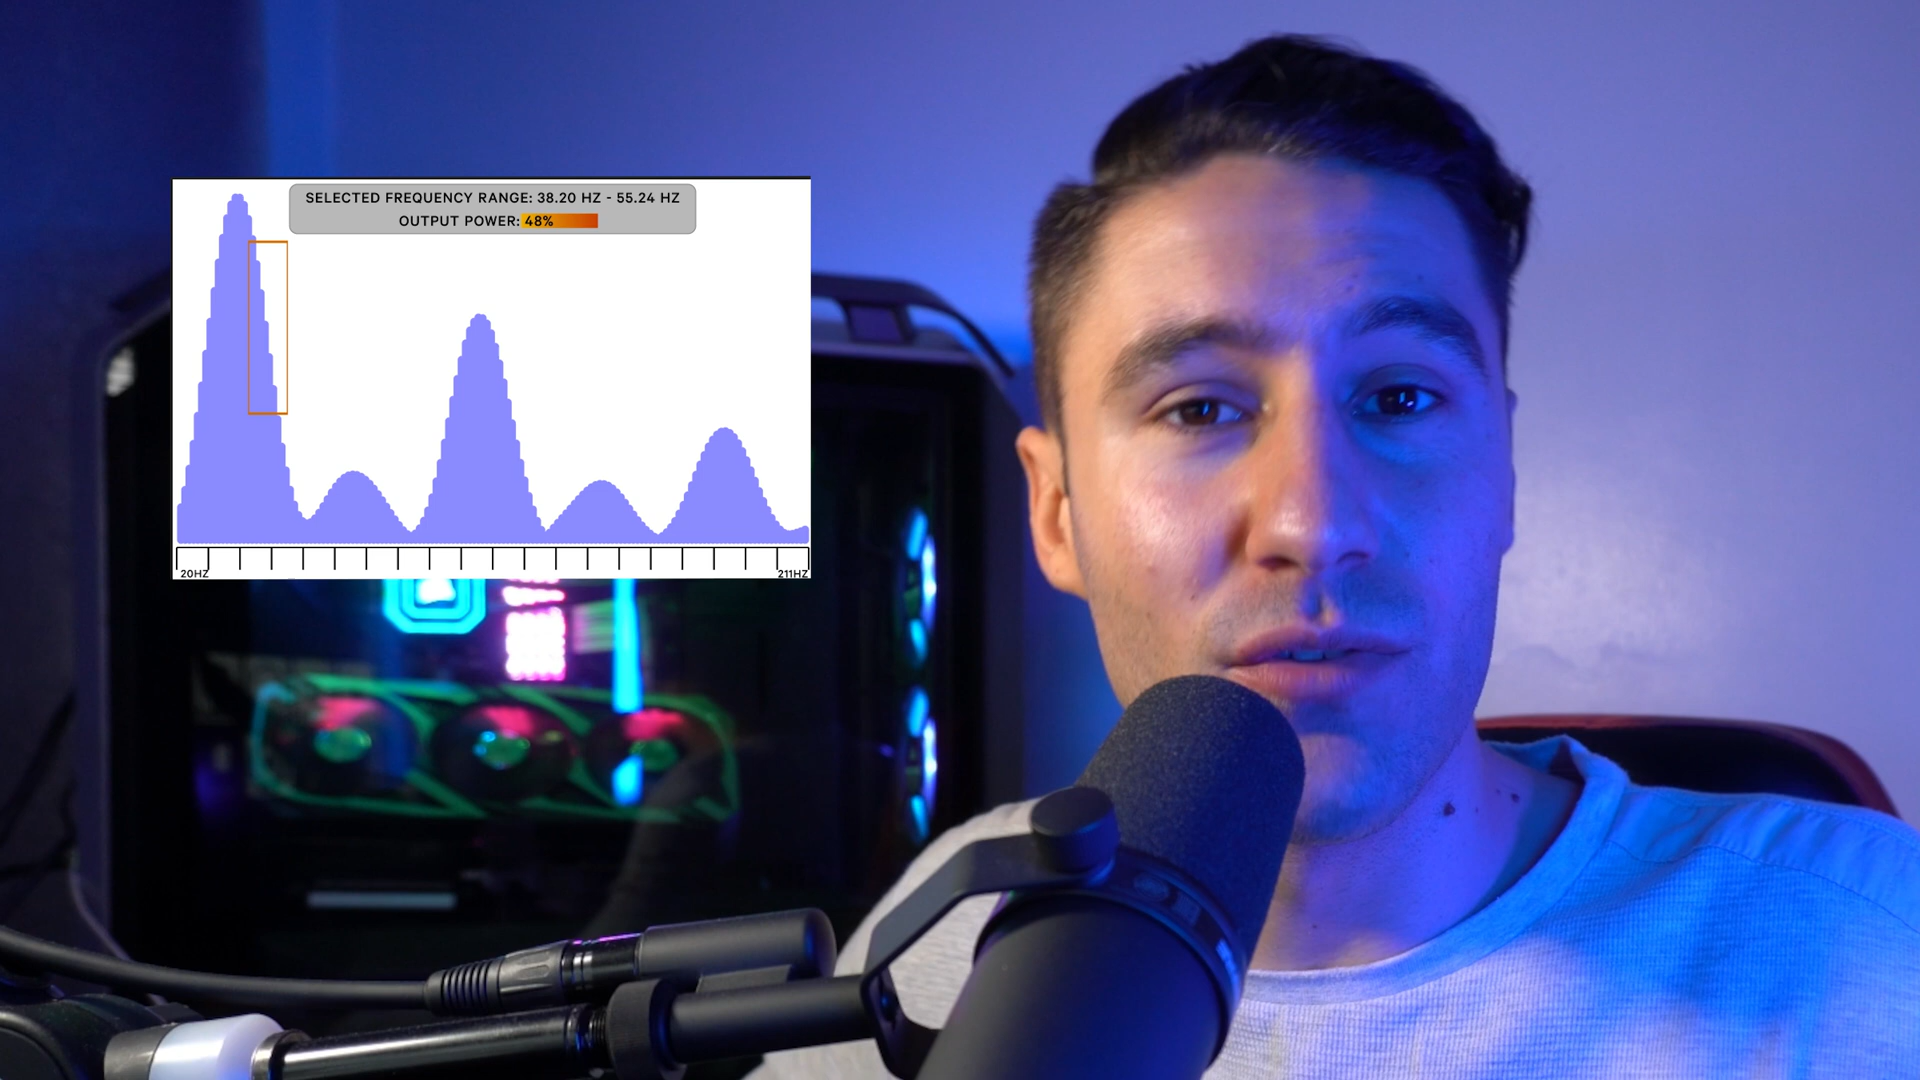 SELECTED FREQUENCY RANGE: 38.20 HZ - 55.24 HZ
OUTPUT POWER: 48%
20HZ
211HZ